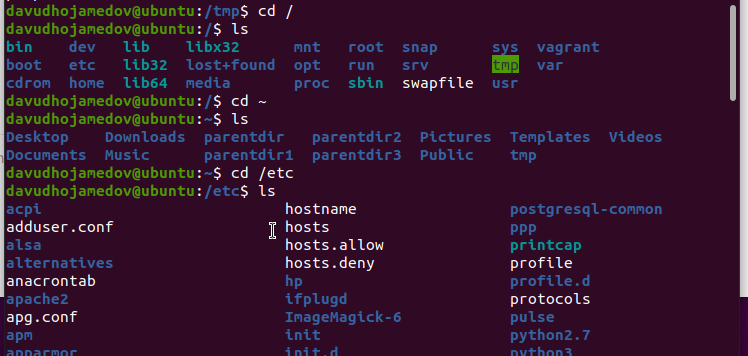 davudhojamedov@ubuntu:/tmp$ cd /
davudhojamedov@ubuntu:/$ ls
bin dev lib libx32 mnt root snap sys vagrant
boot etc lib32 lost+found opt run srv tmp var
cdrom home lib64 media proc sbin swapfile usr
davudhojamedov@ubuntu:/$ cd ~
davudhojamedov@ubuntu:~$ ls
Desktop Downloads parentdir parentdir2 Pictures Templates Videos
Documents Music parentdir1 parentdir3 Public tmp
davudhojamedov@ubuntu:~$ cd /etc
davudhojamedov@ubuntu:/etc$ ls
acpi hostname postgresql-common
adduser.conf hosts ppp
alsa hosts.allow printcap
alternatives hosts.deny profile
anacrontab hp profile.d
apache2 ifplugd protocols
apg.conf ImageMagick-6 pulse
apm init python2.7
apparmor init.d python3